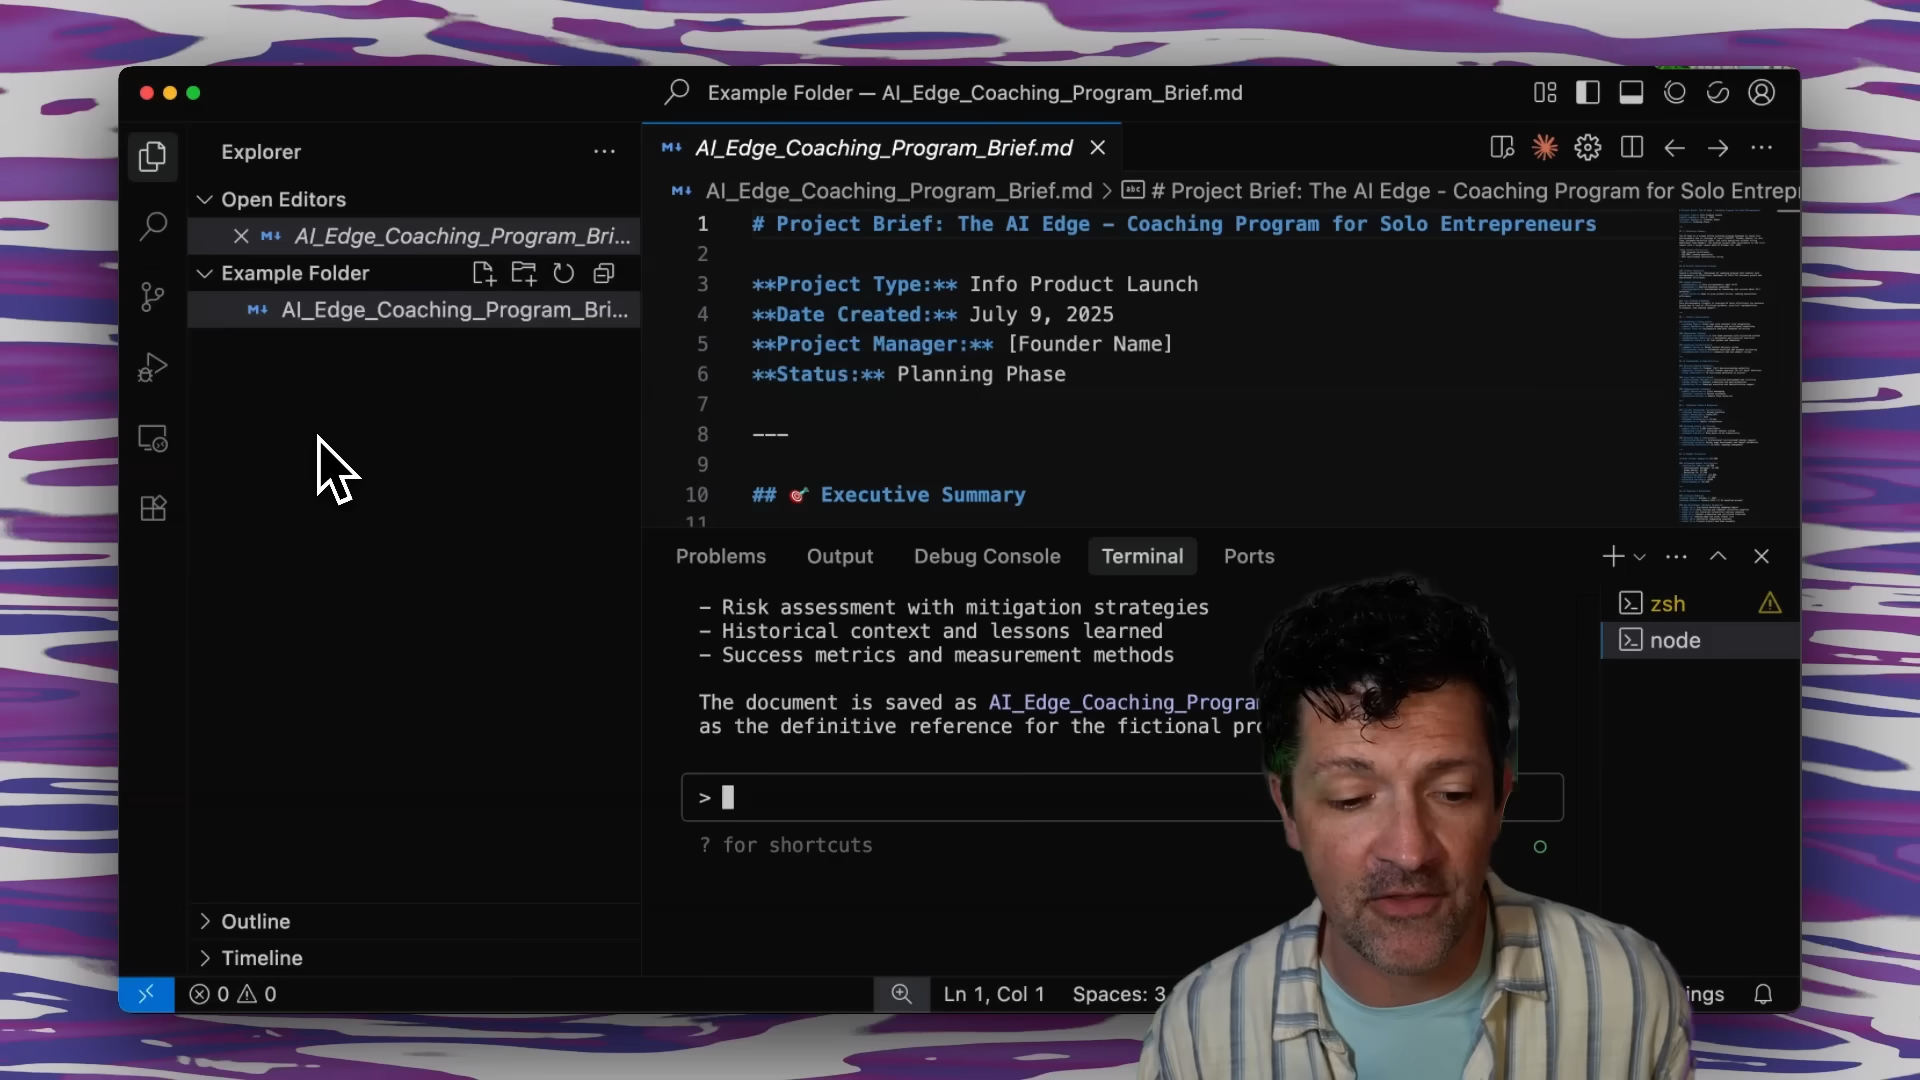 Example Folder — AI_Edge_Coaching_Program_Brief.md
Explorer
Open Editors
AI_Edge_Coaching_Program_Bri...
Example Folder
AI_Edge_Coaching_Program_Bri...
Outline
Timeline
AI_Edge_Coaching_Program_Brief.md
AI_Edge_Coaching_Program_Brief.md > # Project Brief: The AI Edge - Coaching Program for Solo Entrepr
1 # Project Brief: The AI Edge – Coaching Program for Solo Entrepreneurs
2
3 **Project Type:** Info Product Launch
4 **Date Created:** July 9, 2025
5 **Project Manager:** [Founder Name]
6 **Status:** Planning Phase
7
8 ---
9
10 ## 🎯 Executive Summary
11
Problems Output Debug Console Terminal Ports
– Risk assessment with mitigation strategies
– Historical context and lessons learned
– Success metrics and measurement methods
The document is saved as AI_Edge_Coaching_Program
as the definitive reference for the fictional pro
>
? for shortcuts
zsh
node
0 0 Ln 1, Col 1 Spaces: 3 ings